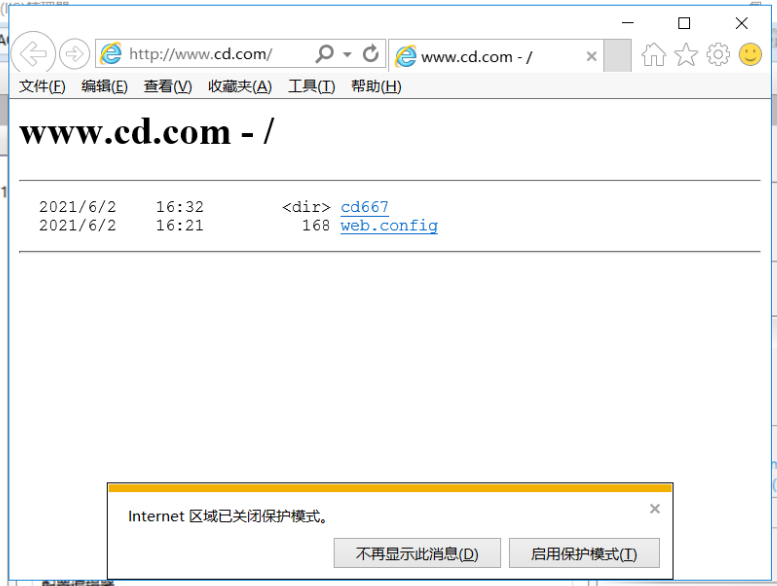 http://www.cd.com/
www.cd.com - /
文件(F) 编辑(E) 查看(V) 收藏夹(A) 工具(T) 帮助(H)
www.cd.com - /
2021/6/2 16:32 <dir> cd667
2021/6/2 16:21 168 web.config
Internet 区域已关闭保护模式。
不再显示此消息(D) 启用保护模式(T)